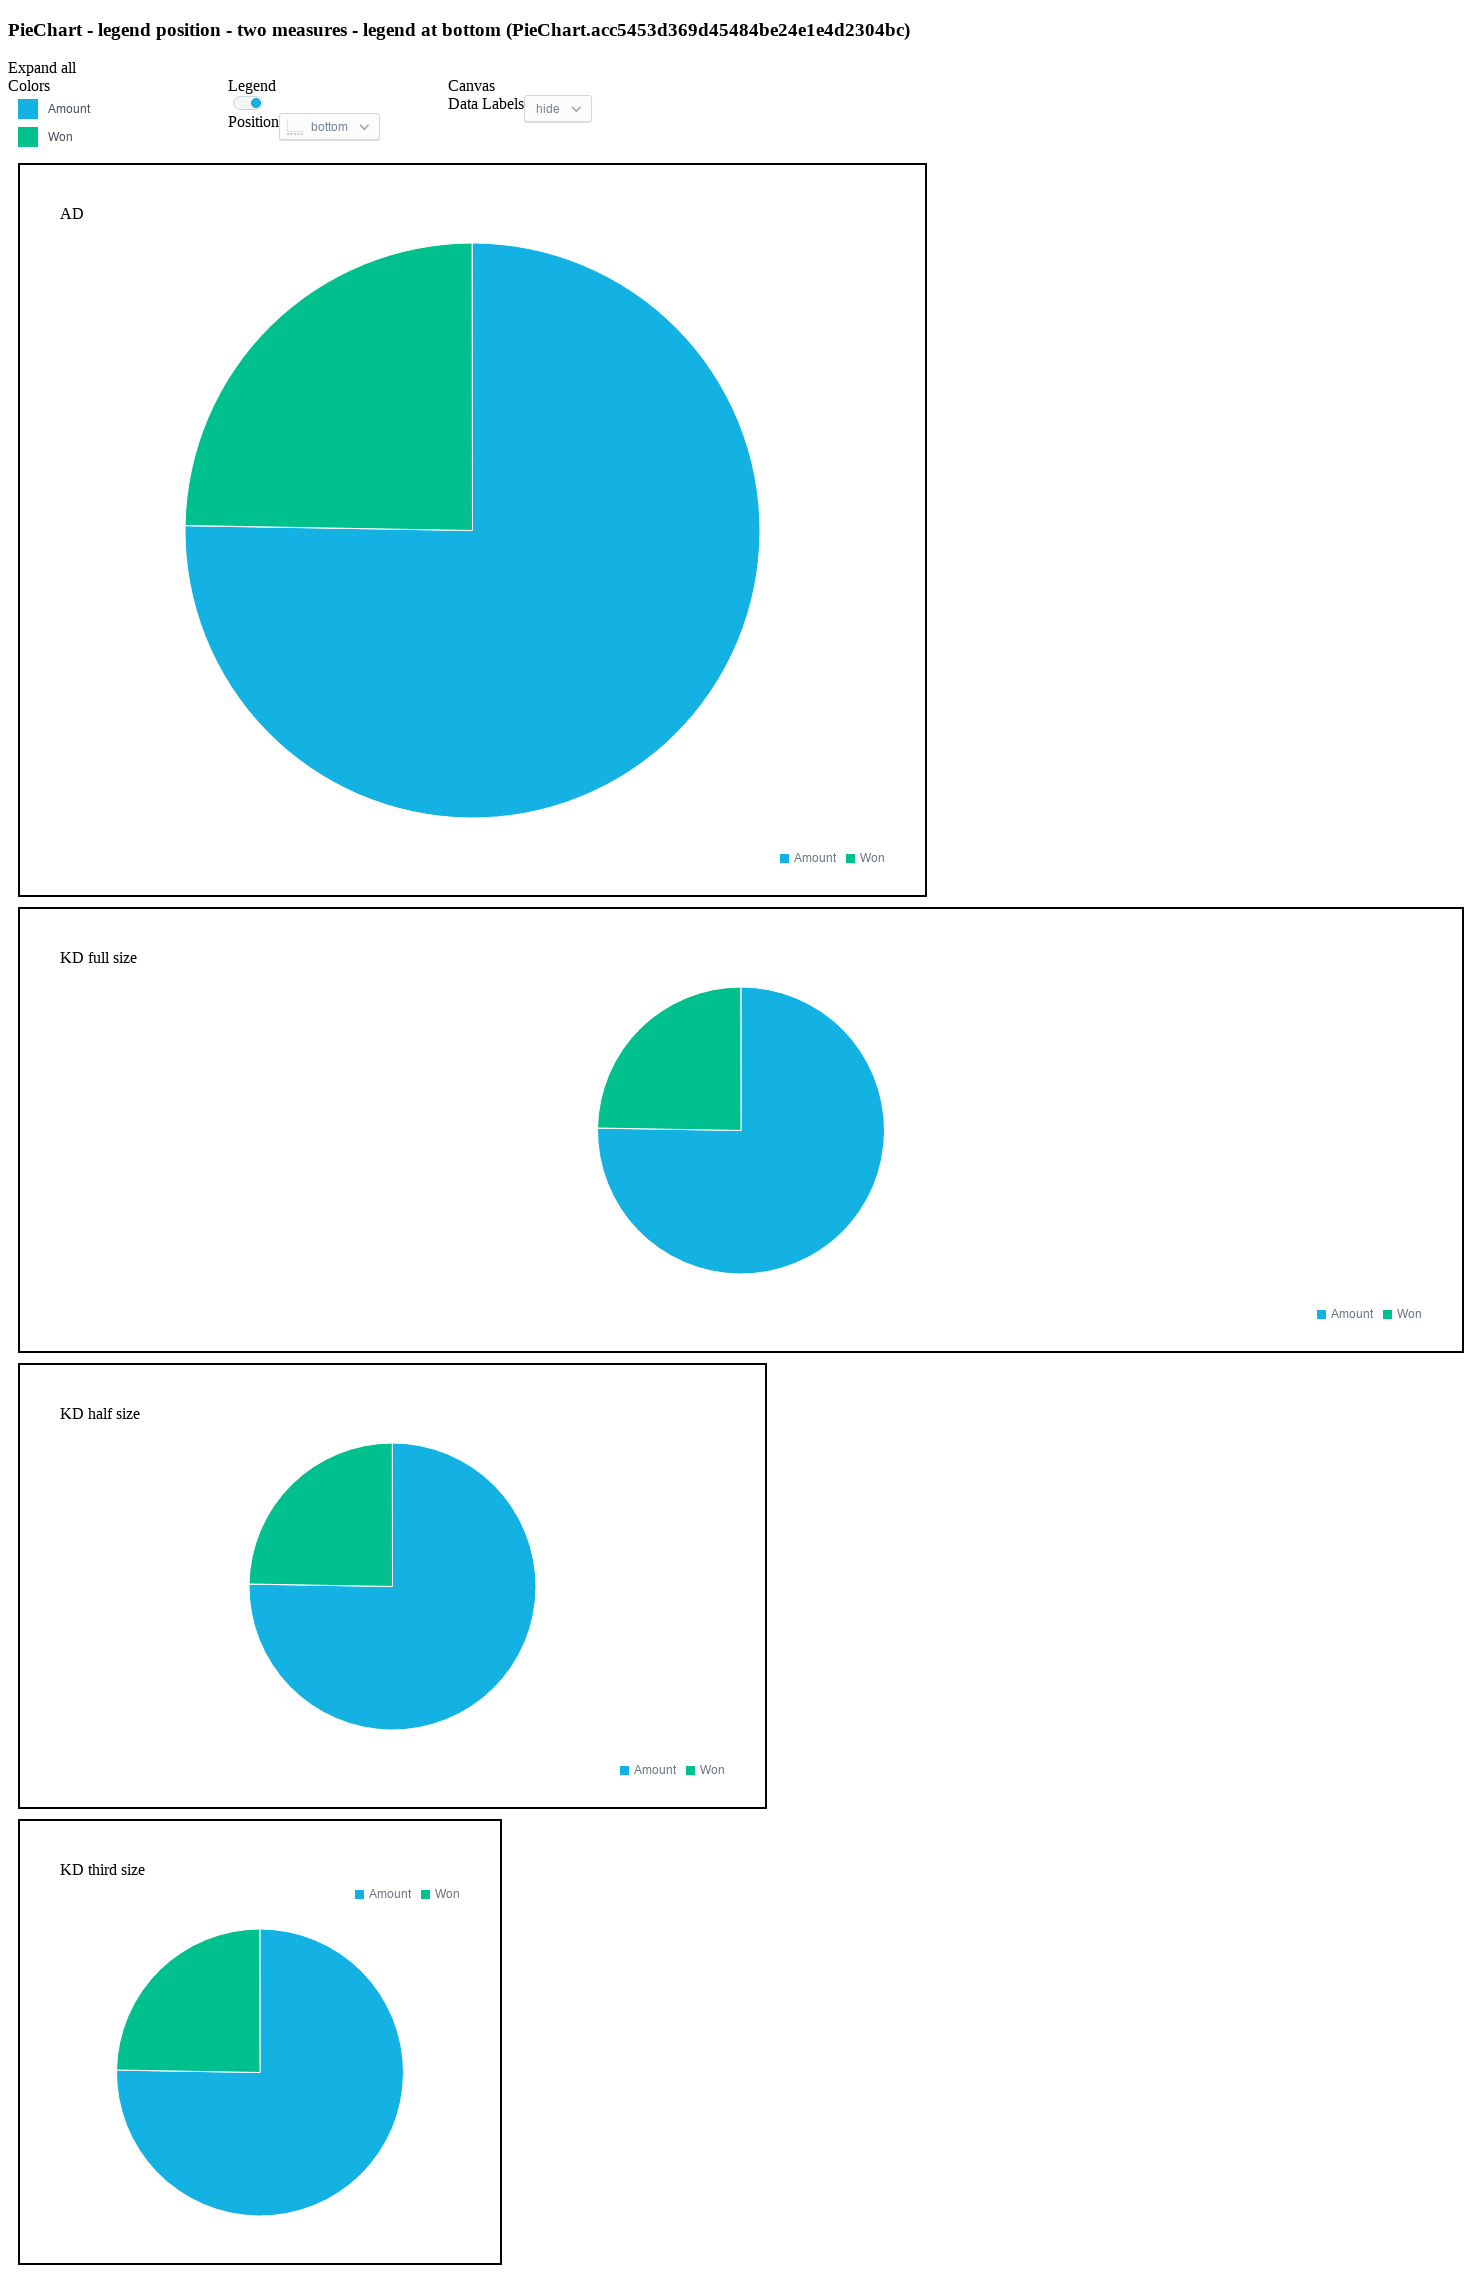 PieChart - legend position - two measures - legend at bottom (PieChart.acc5453d369d45484be24e1e4d2304bc)
Expand all
Colors
Amount
Won
Legend
Position bottom
Canvas
Data Labels hide
AD
Amount Won
KD full size
Amount Won
KD half size
Amount Won
KD third size
Amount Won